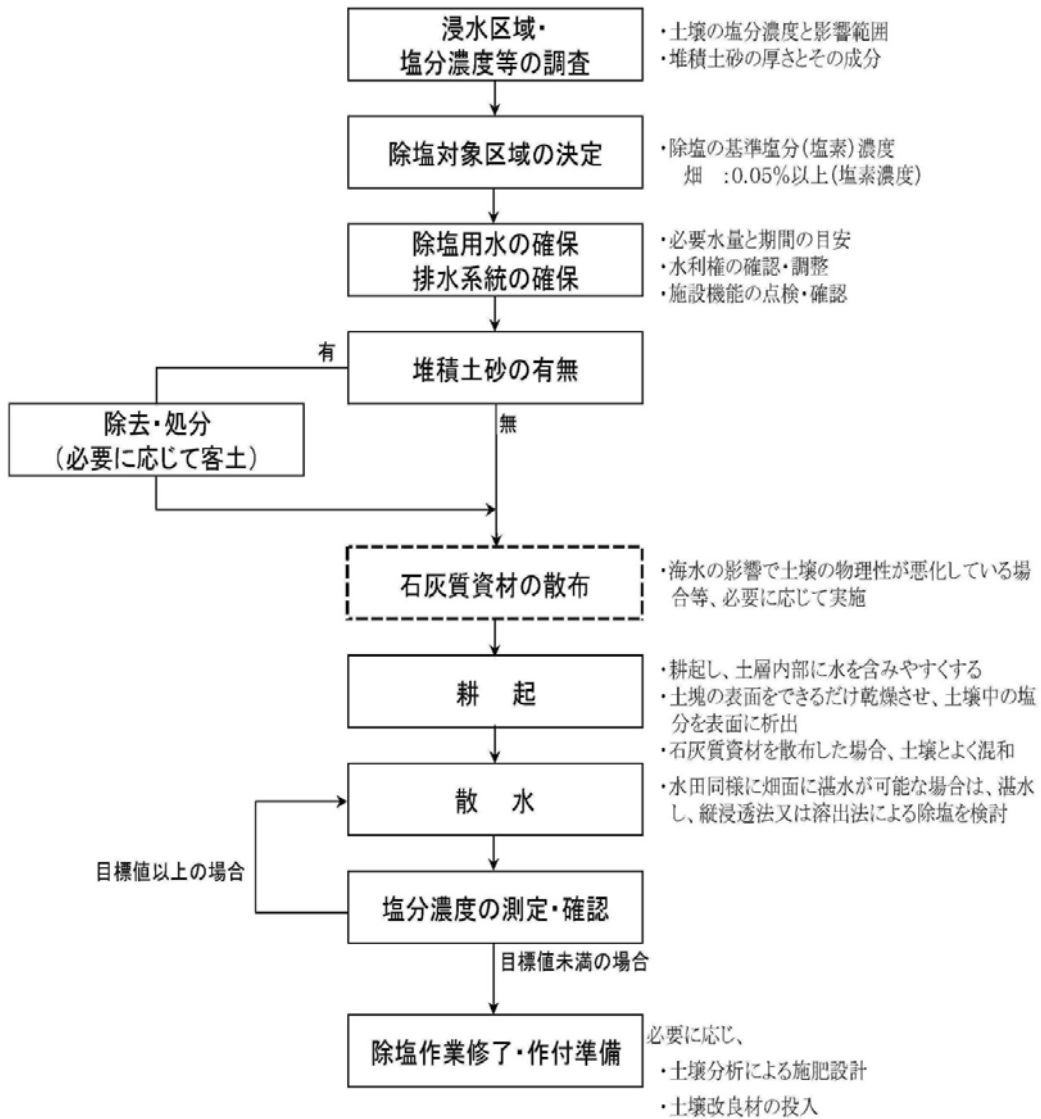 浸水区域・
塩分濃度等の調査
・土壌の塩分濃度と影響範囲
・堆積土砂の厚さとその成分
除塩対象区域の決定
・除塩の基準塩分(塩素)濃度
畑 :0.05%以上(塩素濃度)
除塩用水の確保
排水系統の確保
・必要水量と期間の目安
・水利権の確認・調整
・施設機能の点検・確認
有
堆積土砂の有無
除去・処分
(必要に応じて客土)
無
石灰質資材の散布
・海水の影響で土壌の物理性が悪化している場
合等、必要に応じて実施
耕 起
・耕起し、土層内部に水を含みやすくする
・土塊の表面をできるだけ乾燥させ、土壌中の塩
分を表面に析出
・石灰質資材を散布した場合、土壌とよく混和
散 水
・水田同様に畑面に湛水が可能な場合は、湛水
し、縦浸透法又は溶出法による除塩を検討
目標値以上の場合
塩分濃度の測定・確認
目標値未満の場合
除塩作業修了・作付準備
必要に応じ、
・土壌分析による施肥設計
・土壌改良材の投入